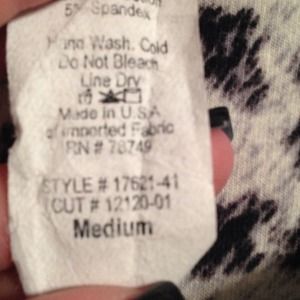 5% Spandex
Hand Wash. Cold
Do Not Bleach
Line Dry
Made In U.S.A
of Imported Fabric
RN # 78749
STYLE # 17621-41
CUT # 12120-01
Medium